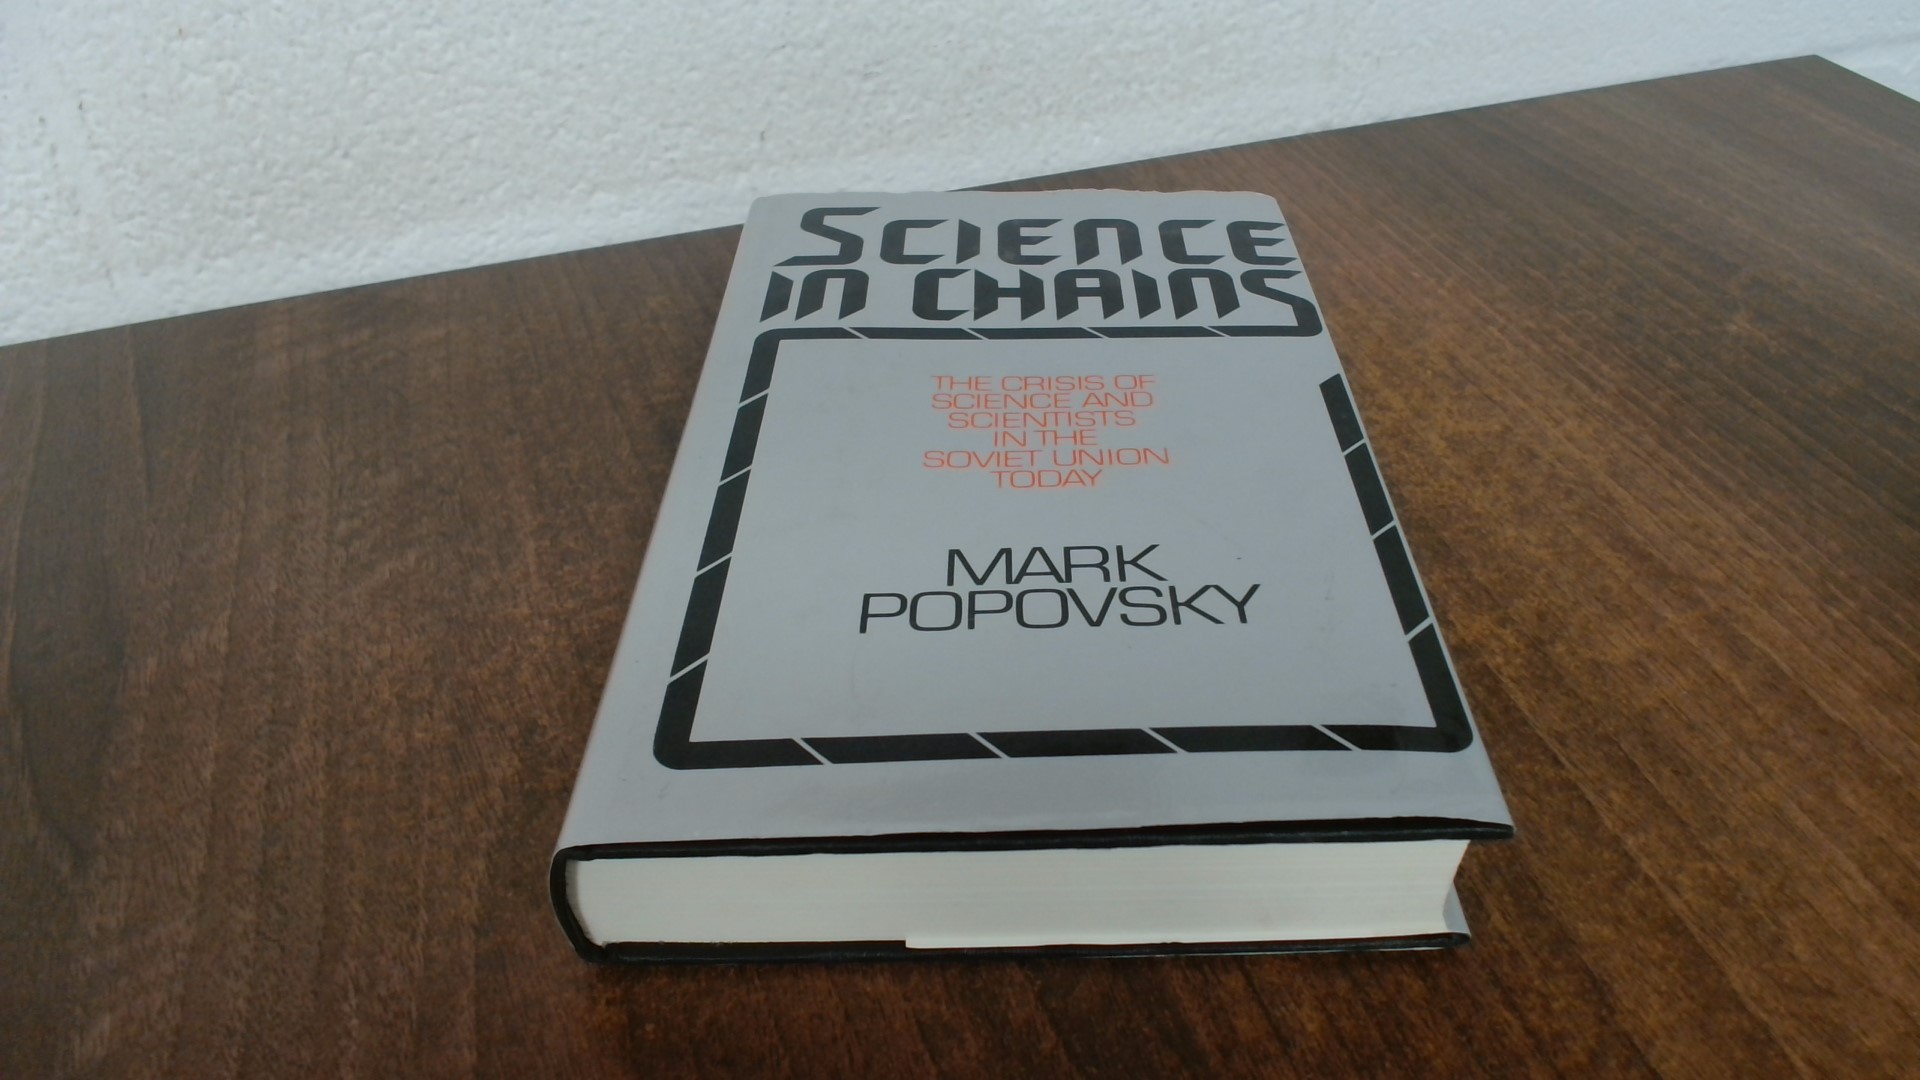 SCIENCE
IN CHAINS
THE CRISIS OF
SCIENCE AND
SCIENTISTS
IN THE
SOVIET UNION
TODAY
MARK
POPOVSKY